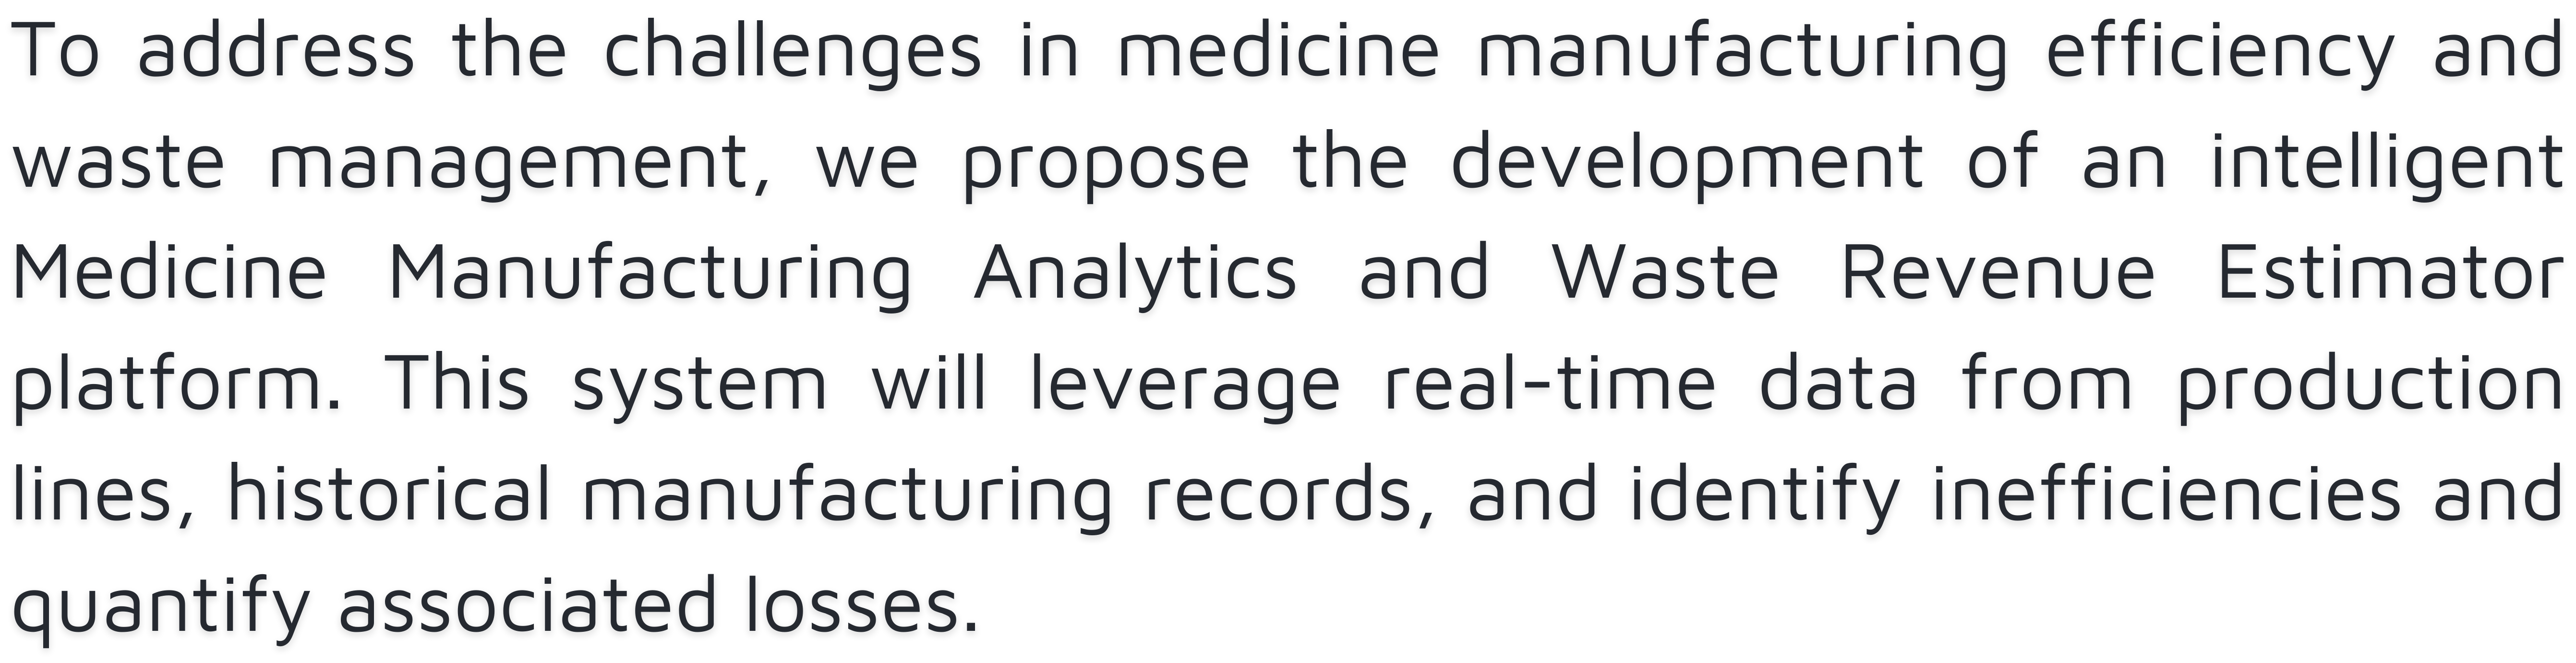 To address the challenges in medicine manufacturing efficiency and
waste management, we propose the development of an intelligent
Medicine Manufacturing Analytics and Waste Revenue Estimator
platform. This system will leverage real-time data from production
lines, historical manufacturing records, and identify inefficiencies and
quantify associated losses.